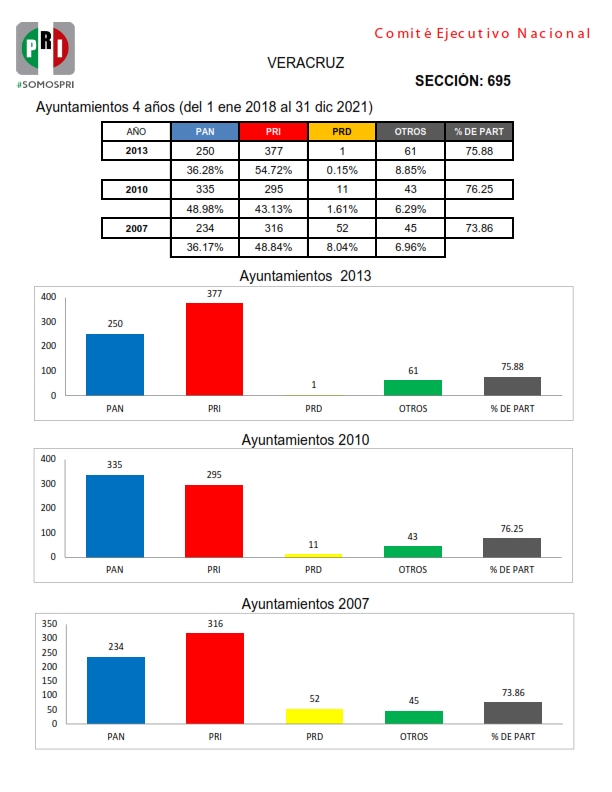 Comité Ejecutivo Nacional
PRI
#SOMOSPRI
VERACRUZ
SECCIÓN: 695
Ayuntamientos 4 años (del 1 ene 2018 al 31 dic 2021)
AÑO PAN PRI PRD OTROS % DE PART
2013 250 377 1 61 75.88
36.28% 54.72% 0.15% 8.85%
2010 335 295 11 43 76.25
48.98% 43.13% 1.61% 6.29%
2007 234 316 52 45 73.86
36.17% 48.84% 8.04% 6.96%
Ayuntamientos 2013
400
300
200
100
0
250 377 1 61 75.88
PAN PRI PRD OTROS % DE PART
Ayuntamientos 2010
400
300
200
100
0
335 295 11 43 76.25
PAN PRI PRD OTROS % DE PART
Ayuntamientos 2007
350
300
250
200
150
100
50
0
234 316 52 45 73.86
PAN PRI PRD OTROS % DE PART